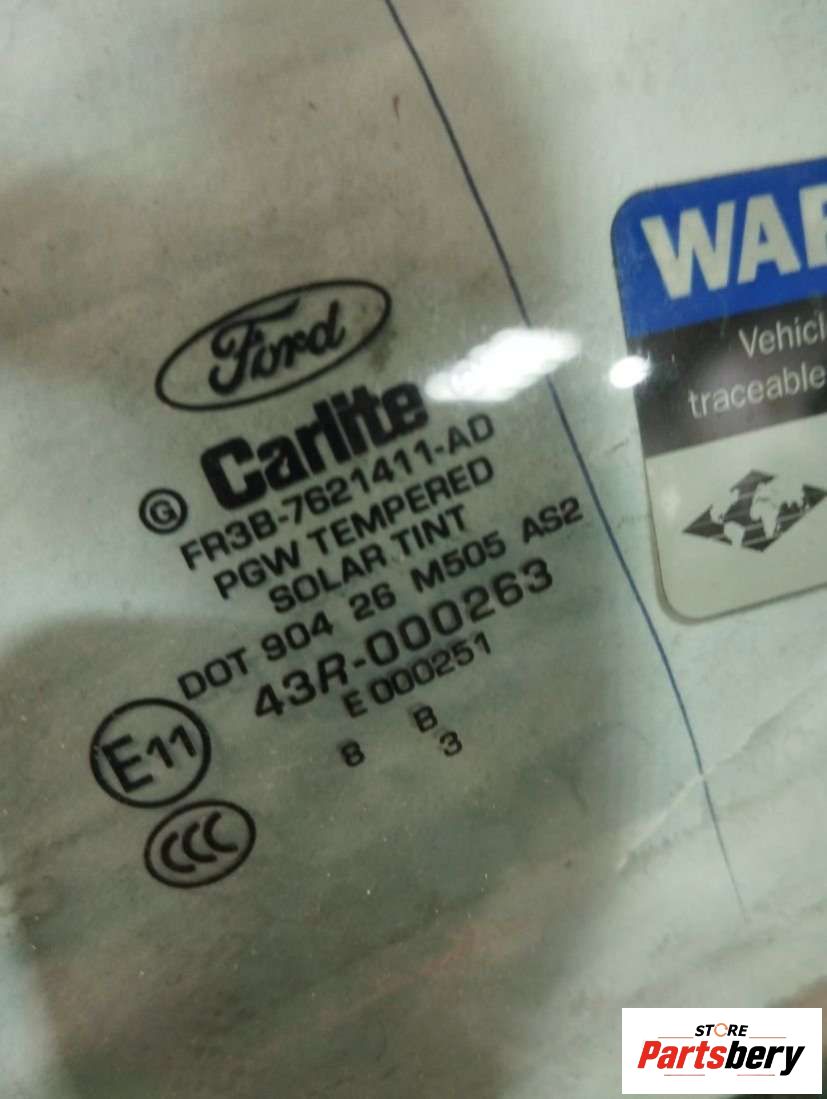 Ford
Carlite
G FR3B-7621411-AD
PGW TEMPERED
SOLAR TINT
DOT 904 26 M505 AS2
43R-000263
E 000251
8 B
3
E11
CCC
Vehicl
traceable
STORE
Partsbery